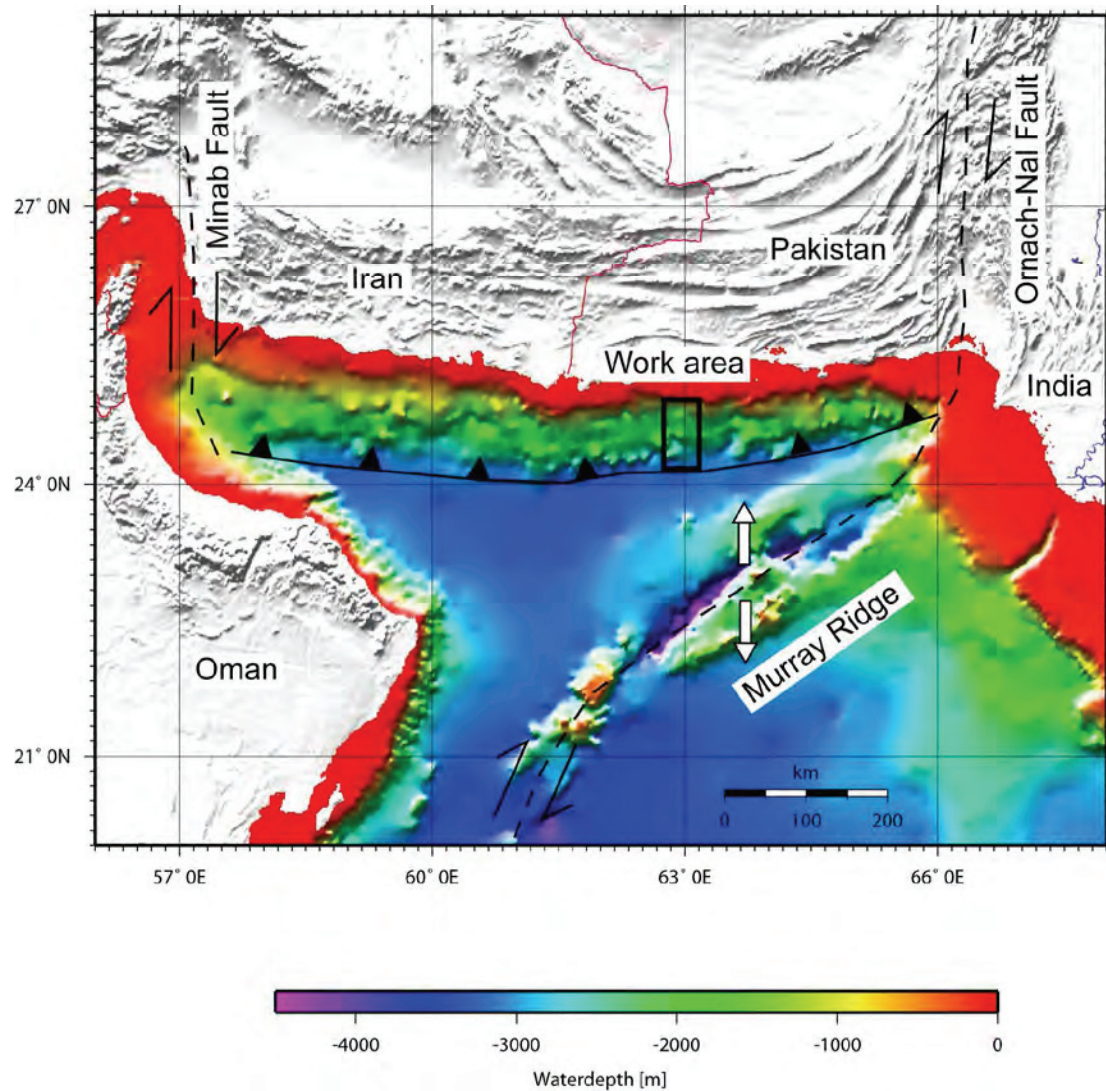 Minab Fault
Ornach-Nal Fault
27° 0N
Iran
Pakistan
Work area
India
24° 0N
Oman
Murray Ridge
21° 0N
km
0 100 200
57° 0E 60° 0E 63° 0E 66° 0E
-4000 -3000 -2000 -1000 0
Waterdepth [m]